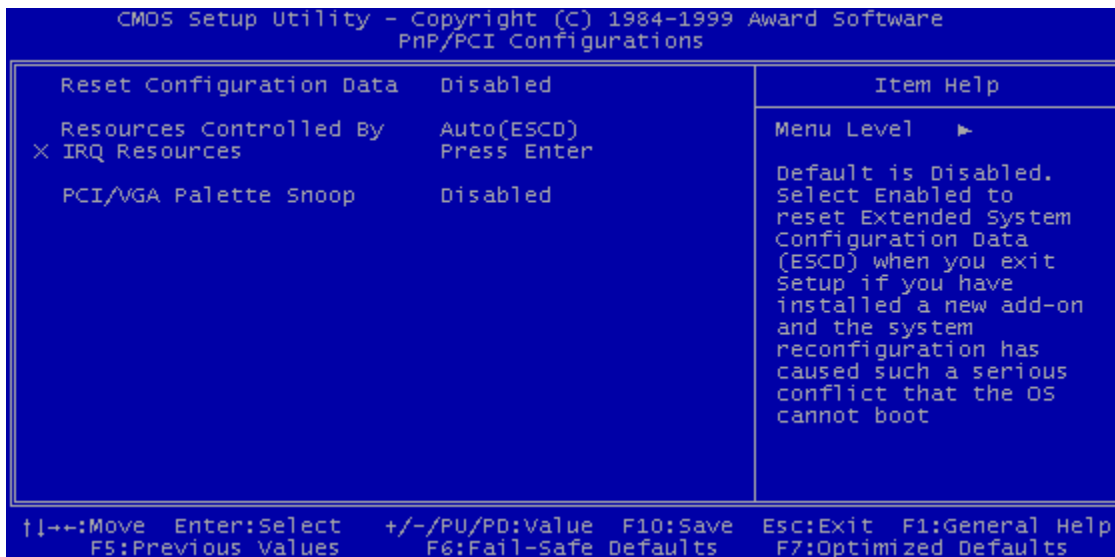 CMOS Setup Utility - Copyright (C) 1984-1999 Award Software
PnP/PCI Configurations
Reset Configuration Data Disabled
Resources Controlled By Auto(ESCD)
X IRQ Resources Press Enter
PCI/VGA Palette Snoop Disabled
Item Help
Menu Level ►
Default is Disabled.
Select Enabled to
reset Extended System
Configuration Data
(ESCD) when you exit
Setup if you have
installed a new add-on
and the system
reconfiguration has
caused such a serious
conflict that the OS
cannot boot
↑↓→←:Move Enter:Select +/-/PU/PD:Value F10:Save Esc:Exit F1:General Help
F5:Previous Values F6:Fail-Safe Defaults F7:Optimized Defaults